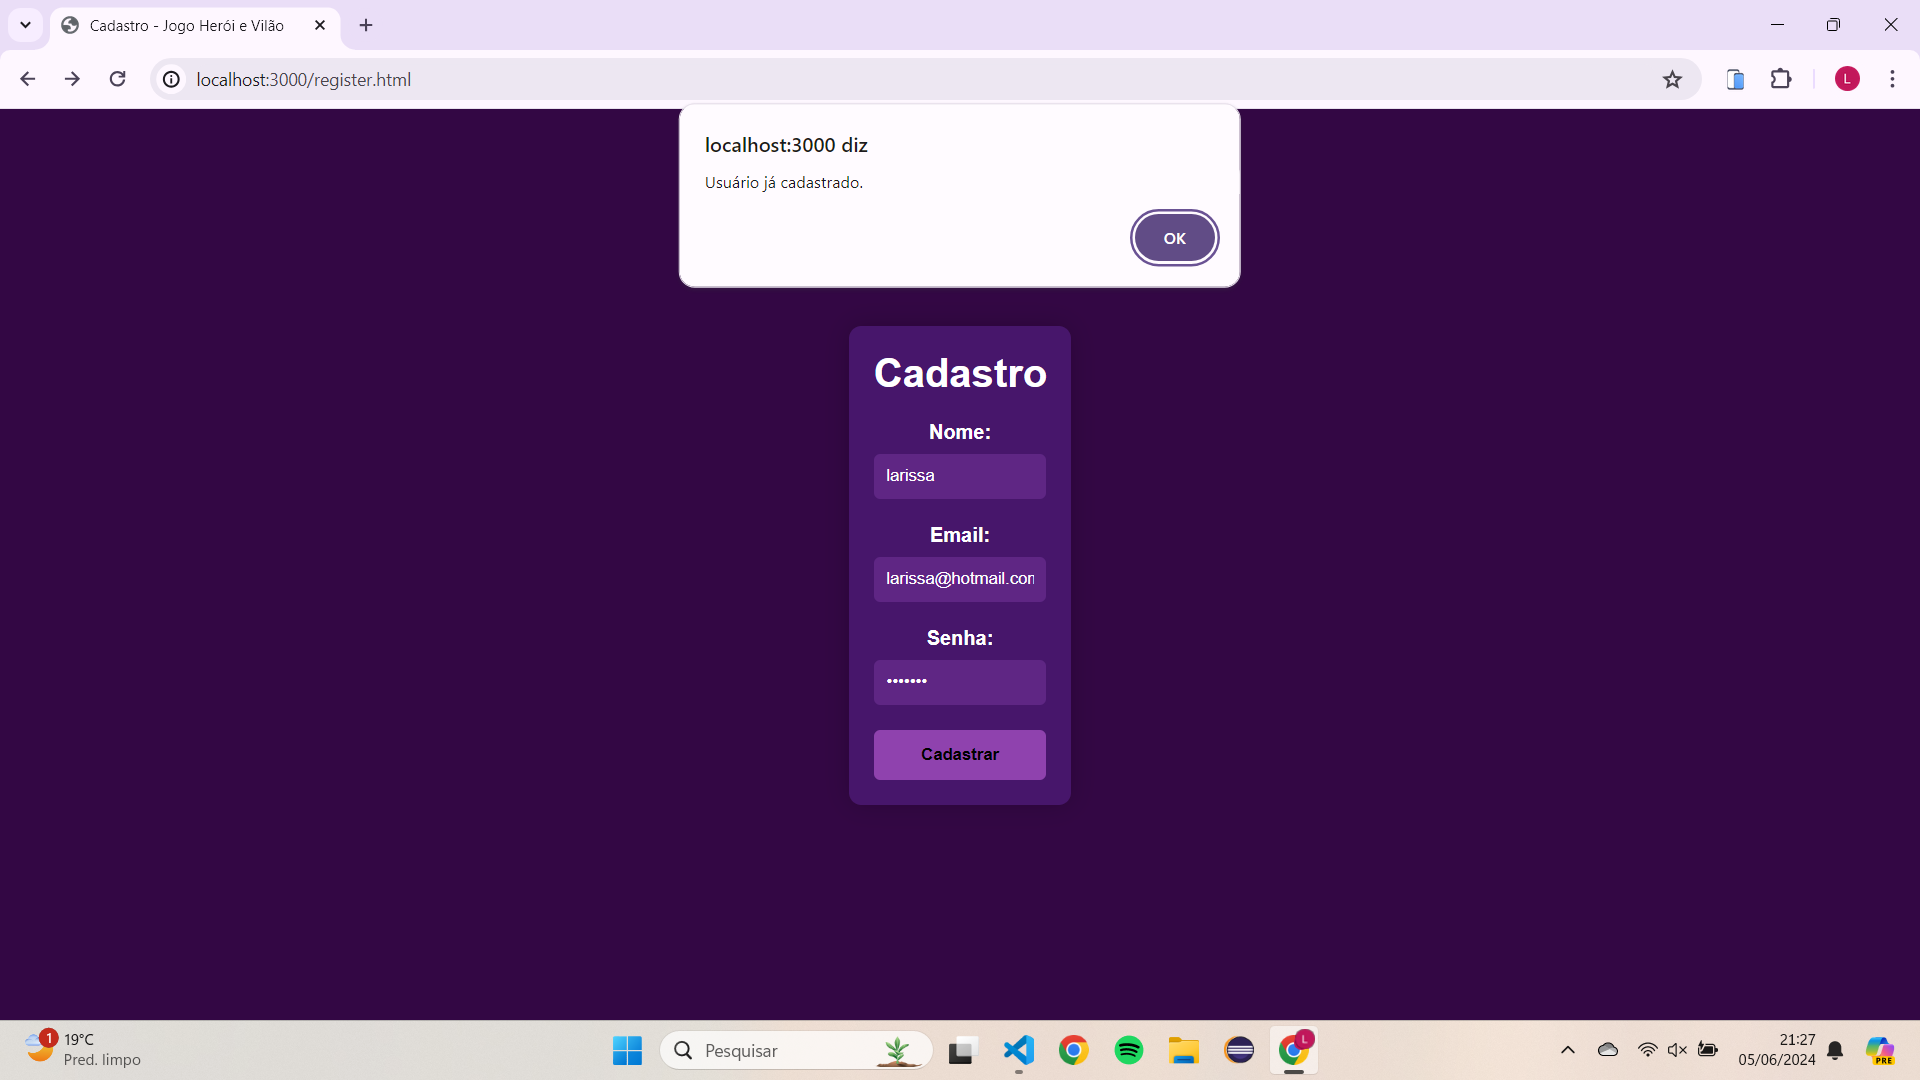 Cadastro - Jogo Herói e Vilão
localhost:3000/register.html
L
localhost:3000 diz
Usuário já cadastrado.
OK
Cadastro
Nome:
larissa
Email:
larissa@hotmail.com
Senha:
•••••••
Cadastrar
1
19°C
Pred. limpo
Pesquisar
L
21:27
05/06/2024
PRE